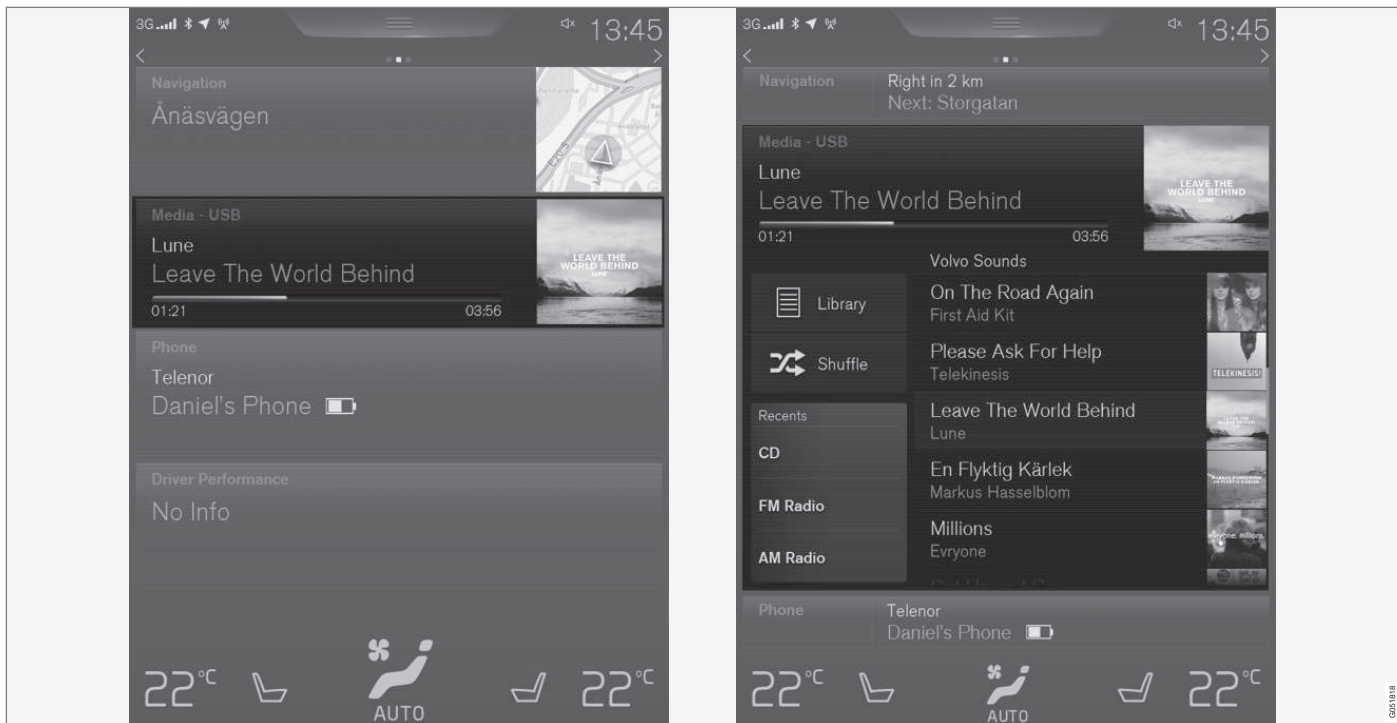 3G
13:45
Navigation
Ånäsvägen
Media - USB
Lune
Leave The World Behind
01:21
03:56
LEAVE THE
WORLD BEHIND
LUNE
Phone
Telenor
Daniel's Phone
Driver Performance
No Info
22°C
AUTO
22°C
3G
13:45
Navigation
Right in 2 km
Next: Storgatan
Media - USB
Lune
Leave The World Behind
01:21
03:56
LEAVE THE
WORLD BEHIND
LUNE
Library
Shuffle
Recents
CD
FM Radio
AM Radio
Volvo Sounds
On The Road Again
First Aid Kit
Please Ask For Help
Telekinesis
TELEKINESIS!
Leave The World Behind
Lune
En Flyktig Kärlek
Markus Hasselblom
Millions
Evryone
evryone, millions.
Phone
Telenor
Daniel's Phone
22°C
AUTO
22°C
G051818